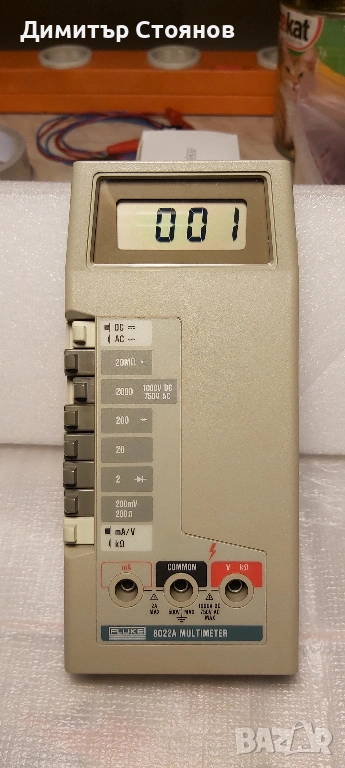 Димитър Стоянов
kat
001
DC
AC
20MΩ
2000 1000V DC
750V AC
200
20
2
200mV
200Ω
mA/V
kΩ
mA COMMON V kΩ
2A
MAX
500V MAX
1000V DC
750V AC
MAX
FLUKE 8022A MULTIMETER
BAZAR